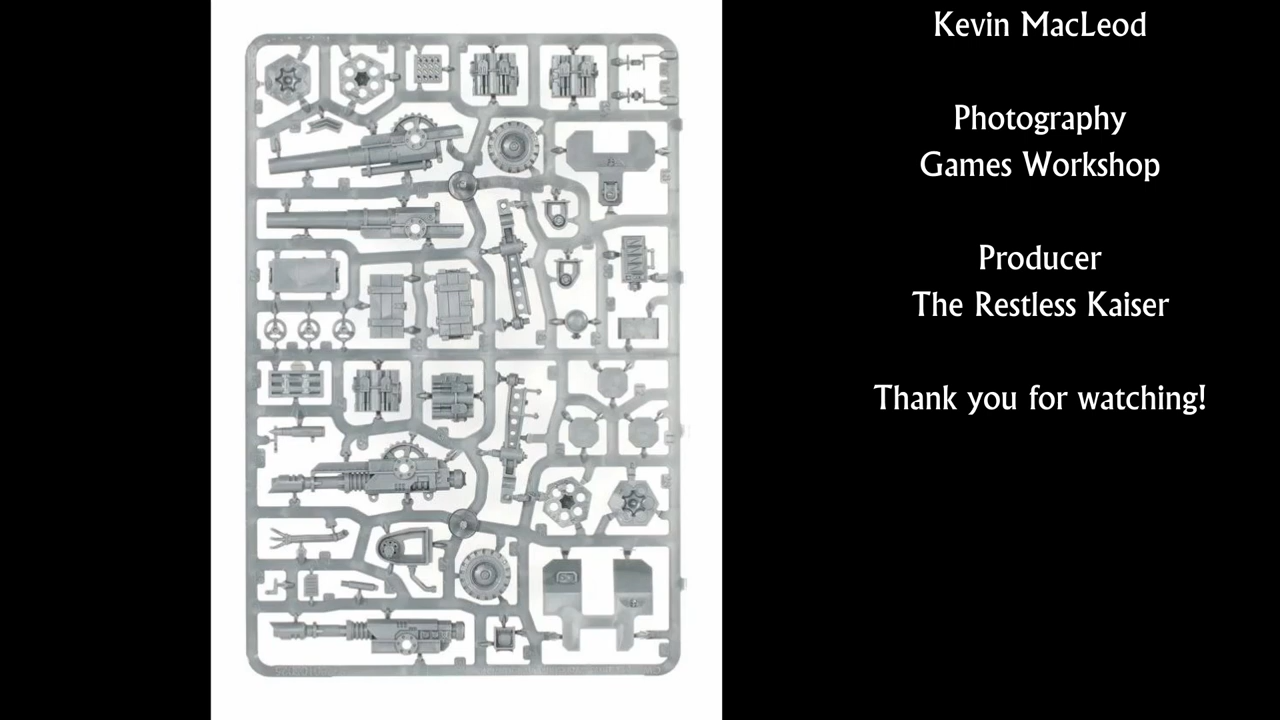 Kevin MacLeod
Photography
Games Workshop
Producer
The Restless Kaiser
Thank you for watching!